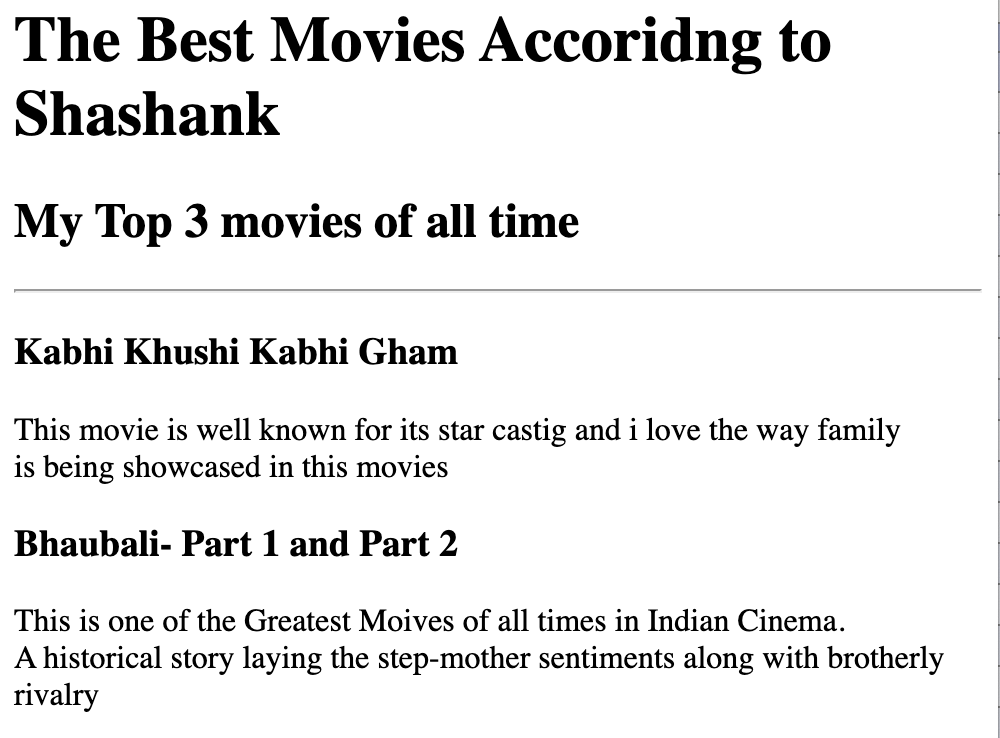 The Best Movies Accoridng to
Shashank
My Top 3 movies of all time
Kabhi Khushi Kabhi Gham
This movie is well known for its star castig and i love the way family
is being showcased in this movies
Bhaubali- Part 1 and Part 2
This is one of the Greatest Moives of all times in Indian Cinema.
A historical story laying the step-mother sentiments along with brotherly
rivalry